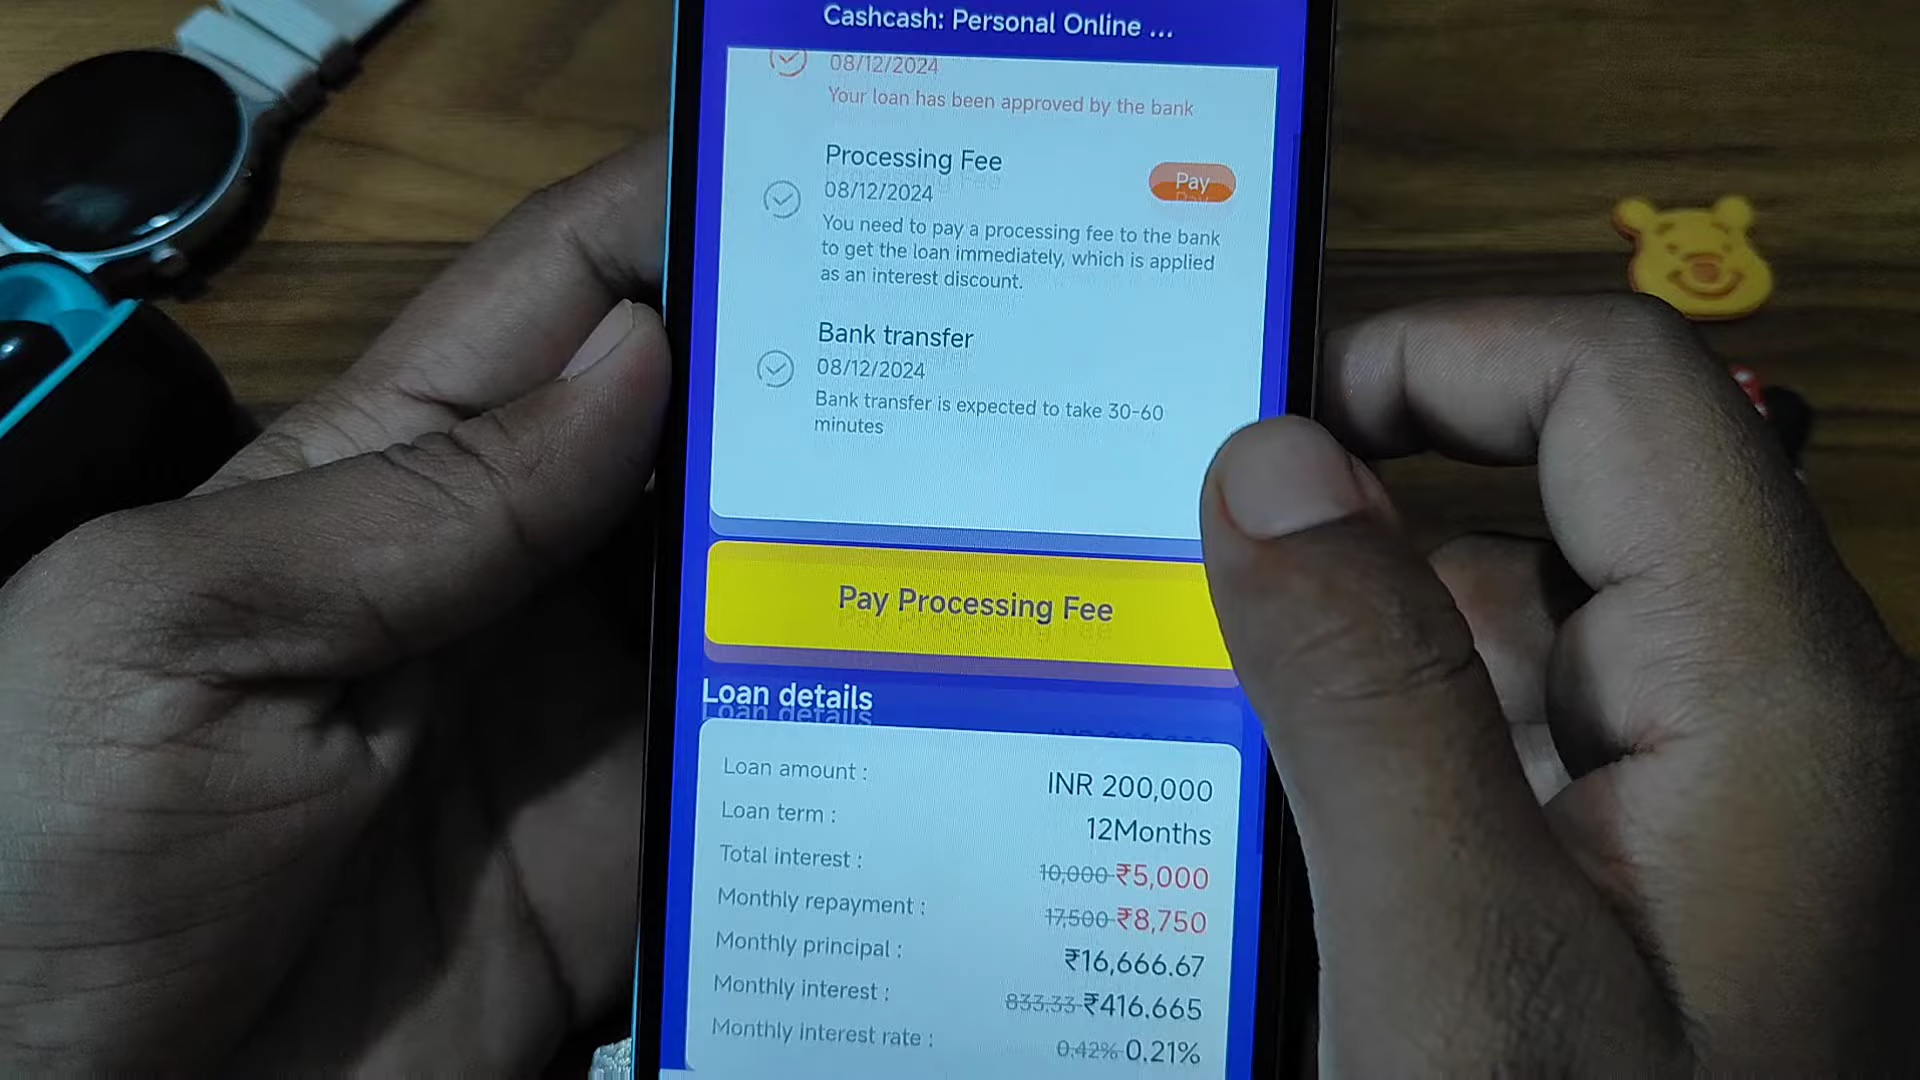 Cashcash: Personal Online ...
08/12/2024
Your loan has been approved by the bank
Processing Fee
Pay
08/12/2024
You need to pay a processing fee to the bank
to get the loan immediately, which is applied
as an interest discount.
Bank transfer
08/12/2024
Bank transfer is expected to take 30-60
minutes
Pay Processing Fee
Loan details
Loan amount : INR 200,000
Loan term : 12Months
Total interest : 10,000 ₹5,000
Monthly repayment : 17,500 ₹8,750
Monthly principal : ₹16,666.67
Monthly interest : 833.33 ₹416.665
Monthly interest rate : 0.42% 0.21%